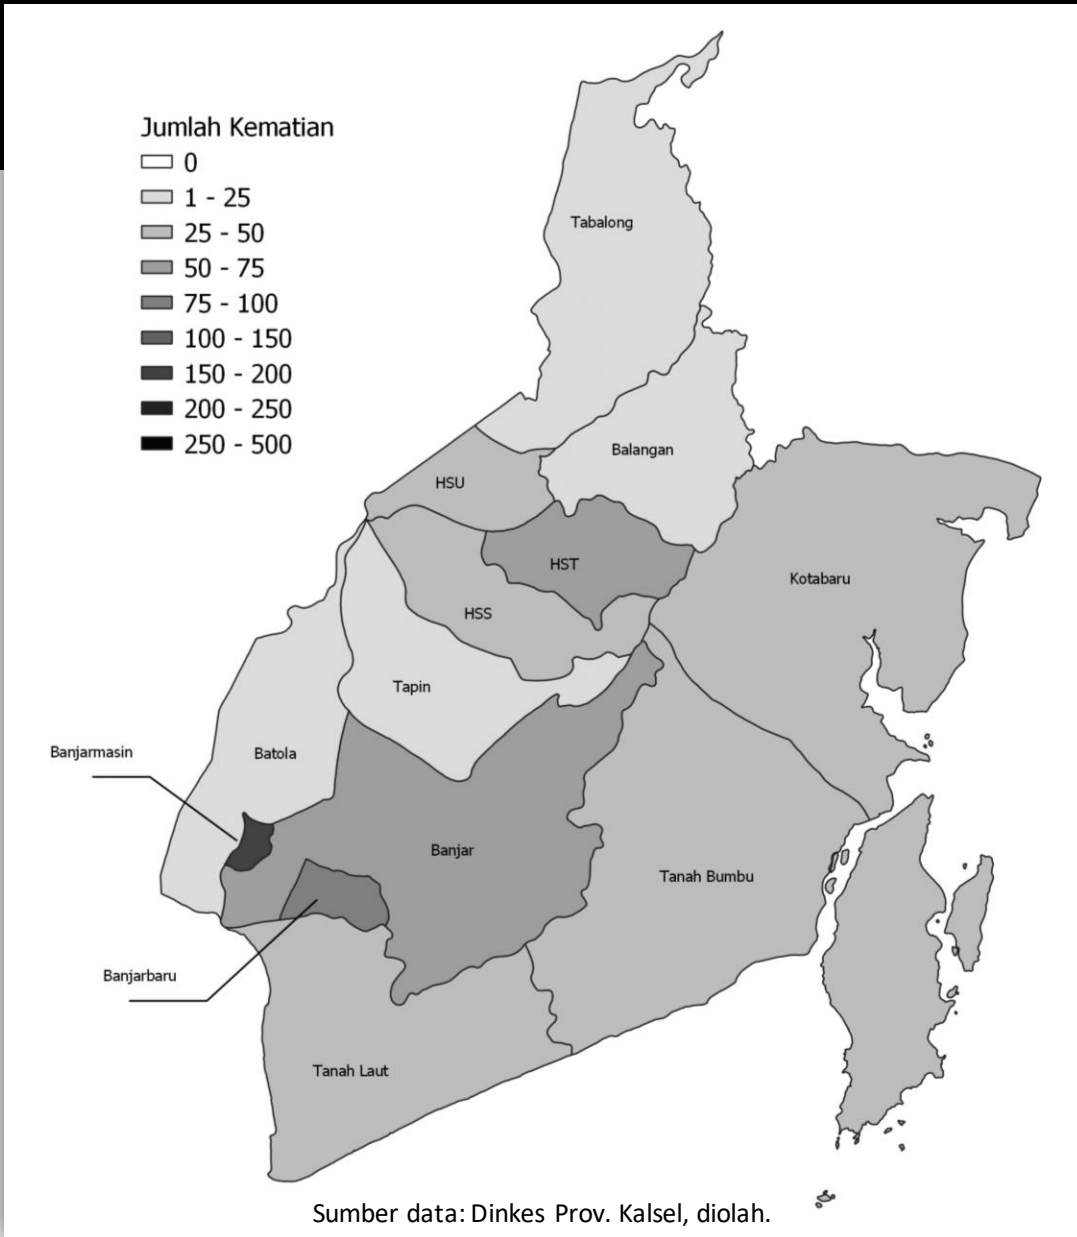 Jumlah Kematian
0
1 - 25
25 - 50
50 - 75
75 - 100
100 - 150
150 - 200
200 - 250
250 - 500
Tabalong
Balangan
HSU
HST
Kotabaru
HSS
Tapin
Banjarmasin
Batola
Banjar
Tanah Bumbu
Banjarbaru
Tanah Laut
Sumber data: Dinkes Prov. Kalsel, diolah.